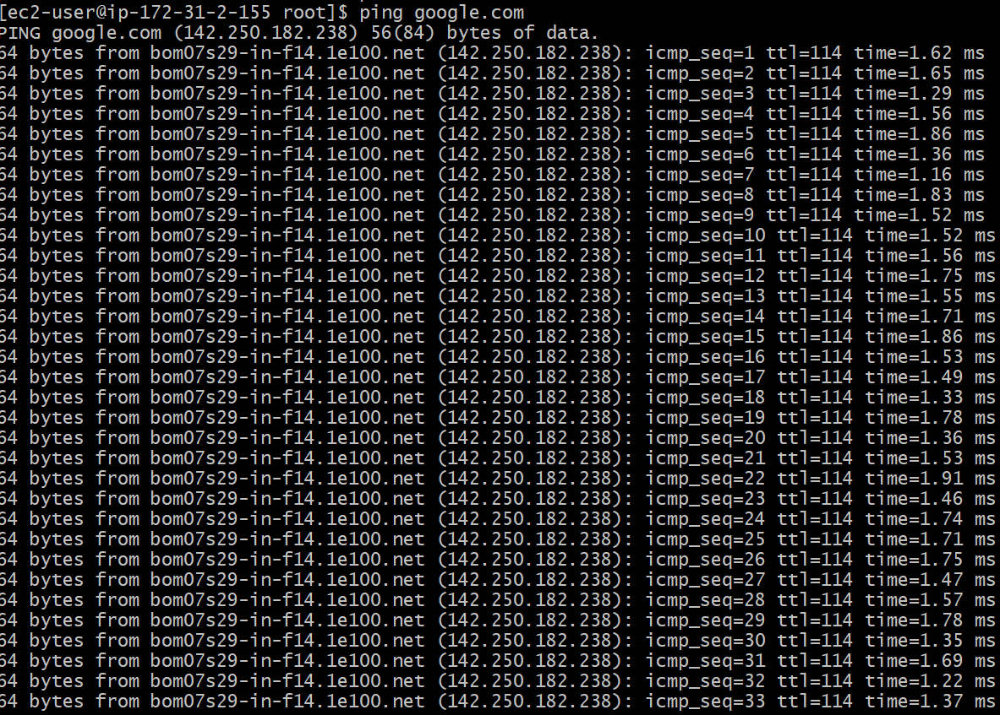 [ec2-user@ip-172-31-2-155 root]$ ping google.com
PING google.com (142.250.182.238) 56(84) bytes of data.
64 bytes from bom07s29-in-f14.1e100.net (142.250.182.238): icmp_seq=1 ttl=114 time=1.62 ms
64 bytes from bom07s29-in-f14.1e100.net (142.250.182.238): icmp_seq=2 ttl=114 time=1.65 ms
64 bytes from bom07s29-in-f14.1e100.net (142.250.182.238): icmp_seq=3 ttl=114 time=1.29 ms
64 bytes from bom07s29-in-f14.1e100.net (142.250.182.238): icmp_seq=4 ttl=114 time=1.56 ms
64 bytes from bom07s29-in-f14.1e100.net (142.250.182.238): icmp_seq=5 ttl=114 time=1.86 ms
64 bytes from bom07s29-in-f14.1e100.net (142.250.182.238): icmp_seq=6 ttl=114 time=1.36 ms
64 bytes from bom07s29-in-f14.1e100.net (142.250.182.238): icmp_seq=7 ttl=114 time=1.16 ms
64 bytes from bom07s29-in-f14.1e100.net (142.250.182.238): icmp_seq=8 ttl=114 time=1.83 ms
64 bytes from bom07s29-in-f14.1e100.net (142.250.182.238): icmp_seq=9 ttl=114 time=1.52 ms
64 bytes from bom07s29-in-f14.1e100.net (142.250.182.238): icmp_seq=10 ttl=114 time=1.52 ms
64 bytes from bom07s29-in-f14.1e100.net (142.250.182.238): icmp_seq=11 ttl=114 time=1.56 ms
64 bytes from bom07s29-in-f14.1e100.net (142.250.182.238): icmp_seq=12 ttl=114 time=1.75 ms
64 bytes from bom07s29-in-f14.1e100.net (142.250.182.238): icmp_seq=13 ttl=114 time=1.55 ms
64 bytes from bom07s29-in-f14.1e100.net (142.250.182.238): icmp_seq=14 ttl=114 time=1.71 ms
64 bytes from bom07s29-in-f14.1e100.net (142.250.182.238): icmp_seq=15 ttl=114 time=1.86 ms
64 bytes from bom07s29-in-f14.1e100.net (142.250.182.238): icmp_seq=16 ttl=114 time=1.53 ms
64 bytes from bom07s29-in-f14.1e100.net (142.250.182.238): icmp_seq=17 ttl=114 time=1.49 ms
64 bytes from bom07s29-in-f14.1e100.net (142.250.182.238): icmp_seq=18 ttl=114 time=1.33 ms
64 bytes from bom07s29-in-f14.1e100.net (142.250.182.238): icmp_seq=19 ttl=114 time=1.78 ms
64 bytes from bom07s29-in-f14.1e100.net (142.250.182.238): icmp_seq=20 ttl=114 time=1.36 ms
64 bytes from bom07s29-in-f14.1e100.net (142.250.182.238): icmp_seq=21 ttl=114 time=1.53 ms
64 bytes from bom07s29-in-f14.1e100.net (142.250.182.238): icmp_seq=22 ttl=114 time=1.91 ms
64 bytes from bom07s29-in-f14.1e100.net (142.250.182.238): icmp_seq=23 ttl=114 time=1.46 ms
64 bytes from bom07s29-in-f14.1e100.net (142.250.182.238): icmp_seq=24 ttl=114 time=1.74 ms
64 bytes from bom07s29-in-f14.1e100.net (142.250.182.238): icmp_seq=25 ttl=114 time=1.71 ms
64 bytes from bom07s29-in-f14.1e100.net (142.250.182.238): icmp_seq=26 ttl=114 time=1.75 ms
64 bytes from bom07s29-in-f14.1e100.net (142.250.182.238): icmp_seq=27 ttl=114 time=1.47 ms
64 bytes from bom07s29-in-f14.1e100.net (142.250.182.238): icmp_seq=28 ttl=114 time=1.57 ms
64 bytes from bom07s29-in-f14.1e100.net (142.250.182.238): icmp_seq=29 ttl=114 time=1.78 ms
64 bytes from bom07s29-in-f14.1e100.net (142.250.182.238): icmp_seq=30 ttl=114 time=1.35 ms
64 bytes from bom07s29-in-f14.1e100.net (142.250.182.238): icmp_seq=31 ttl=114 time=1.69 ms
64 bytes from bom07s29-in-f14.1e100.net (142.250.182.238): icmp_seq=32 ttl=114 time=1.22 ms
64 bytes from bom07s29-in-f14.1e100.net (142.250.182.238): icmp_seq=33 ttl=114 time=1.37 ms